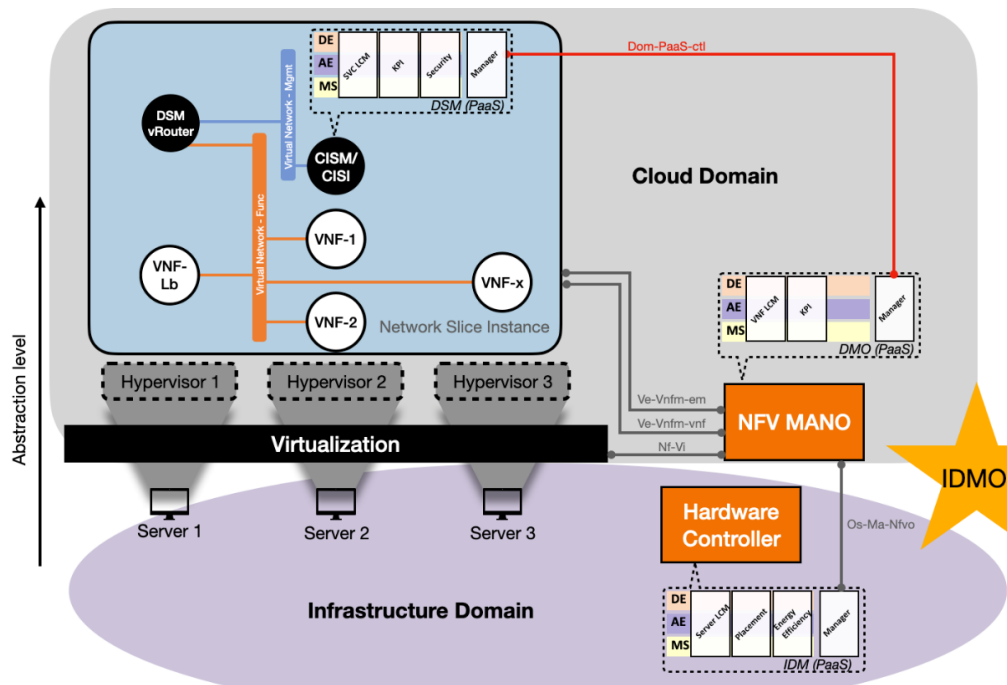 DE
AE
MS
SVC LCM
KPI
Security
Manager
DSM (PaaS)
Dom-PaaS-ctl
Virtual Network - Mgmt
DSM
vRouter
CISM/
CISI
Virtual Network - Func
Cloud Domain
VNF-1
VNF-
Lb
VNF-x
VNF-2
Network Slice Instance
DE
AE
MS
VNF LCM
KPI
Manager
DMO (PaaS)
Abstraction level
Hypervisor 1
Hypervisor 2
Hypervisor 3
Ve-Vnfm-em
Ve-Vnfm-vnf
Nf-Vi
NFV MANO
Virtualization
IDMO
Server 1
Server 2
Server 3
Hardware
Controller
Os-Ma-Nfvo
Infrastructure Domain
DE
AE
MS
Server LCM
Placement
Energy
Efficiency
Manager
IDM (PaaS)